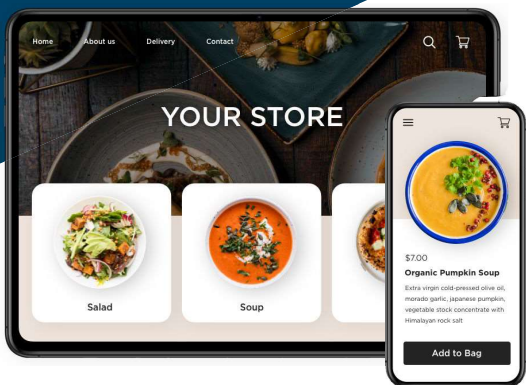 Home About us Delivery Contact
YOUR STORE
Salad
Soup
$7.00
Organic Pumpkin Soup
Extra virgin cold-pressed olive oil,
morado garlic, japanese pumpkin,
vegetable stock concentrate with
Himalayan rock salt
Add to Bag